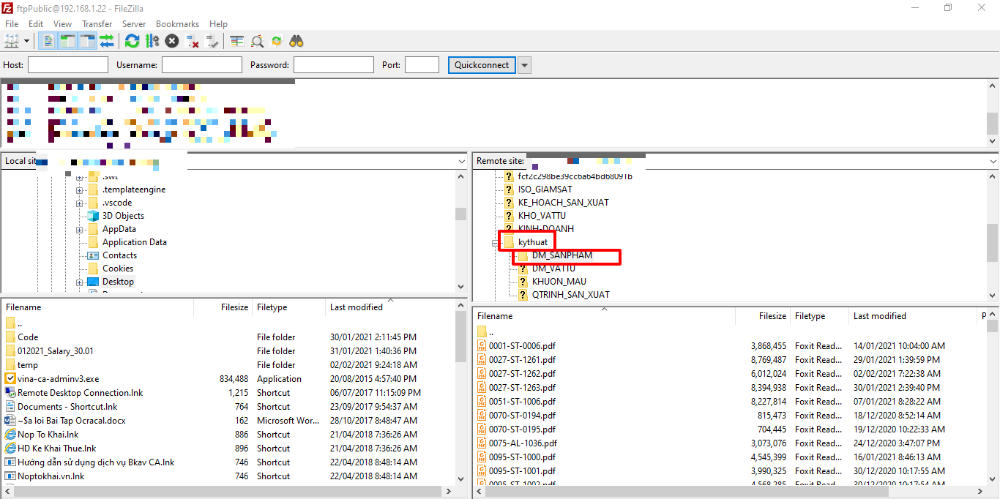 ftpPublic@192.168.1.22 - FileZilla
File Edit View Transfer Server Bookmarks Help
Host: Username: Password: Port: Quickconnect
Local sit
.swt
.templateengine
.vscode
3D Objects
AppData
Application Data
Contacts
Cookies
Desktop
Remote site:
fcf2c298be39cc6a64bd68091b
ISO_GIAMSAT
KE_HOACH_SAN_XUAT
KHO_VATTU
KINH-DOANH
kythuat
DM_SANPHAM
DM_VATTU
KHUON_MAU
QTRINH_SAN_XUAT
Filename Filesize Filetype Last modified
..
Code File folder 30/01/2021 2:11:45 PM
012021_Salary_30.01 File folder 31/01/2021 1:40:36 PM
temp File folder 02/02/2021 9:24:18 AM
vina-ca-adminv3.exe 834,488 Application 20/08/2015 4:57:40 PM
Remote Desktop Connection.lnk 1,215 Shortcut 06/07/2017 11:15:09 PM
Documents - Shortcut.lnk 764 Shortcut 23/09/2017 9:54:37 AM
~$a loi Bai Tap Ocracal.docx 162 Microsoft Wor... 28/10/2017 8:48:47 AM
Nop To Khai.lnk 886 Shortcut 21/04/2018 7:36:26 AM
HD Ke Khai Thue.lnk 896 Shortcut 21/04/2018 7:36:26 AM
Hướng dẫn sử dụng dịch vụ Bkav CA.lnk 746 Shortcut 22/04/2018 8:48:14 AM
Noptokhai.vn.lnk 746 Shortcut 22/04/2018 8:48:14 AM
Filename Filesize Filetype Last modified P
..
0001-ST-0006.pdf 3,868,455 Foxit Read... 14/01/2021 10:04:00 AM
0027-ST-1261.pdf 8,769,487 Foxit Read... 29/01/2021 1:39:59 PM
0027-ST-1262.pdf 6,012,024 Foxit Read... 02/02/2021 7:22:38 AM
0027-ST-1263.pdf 8,394,938 Foxit Read... 30/01/2021 2:39:40 PM
0051-ST-1006.pdf 8,227,814 Foxit Read... 07/01/2021 8:28:22 AM
0070-ST-0194.pdf 815,473 Foxit Read... 18/12/2020 8:52:14 AM
0070-ST-0195.pdf 704,445 Foxit Read... 19/12/2020 10:22:33 AM
0075-AL-1036.pdf 3,073,076 Foxit Read... 24/12/2020 3:47:07 PM
0095-ST-1000.pdf 4,545,399 Foxit Read... 16/01/2021 8:46:13 AM
0095-ST-1001.pdf 3,990,325 Foxit Read... 30/12/2020 10:17:55 AM
0095-ST-1002.pdf 4,568,285 Foxit Read... 30/12/2020 10:17:54 AM